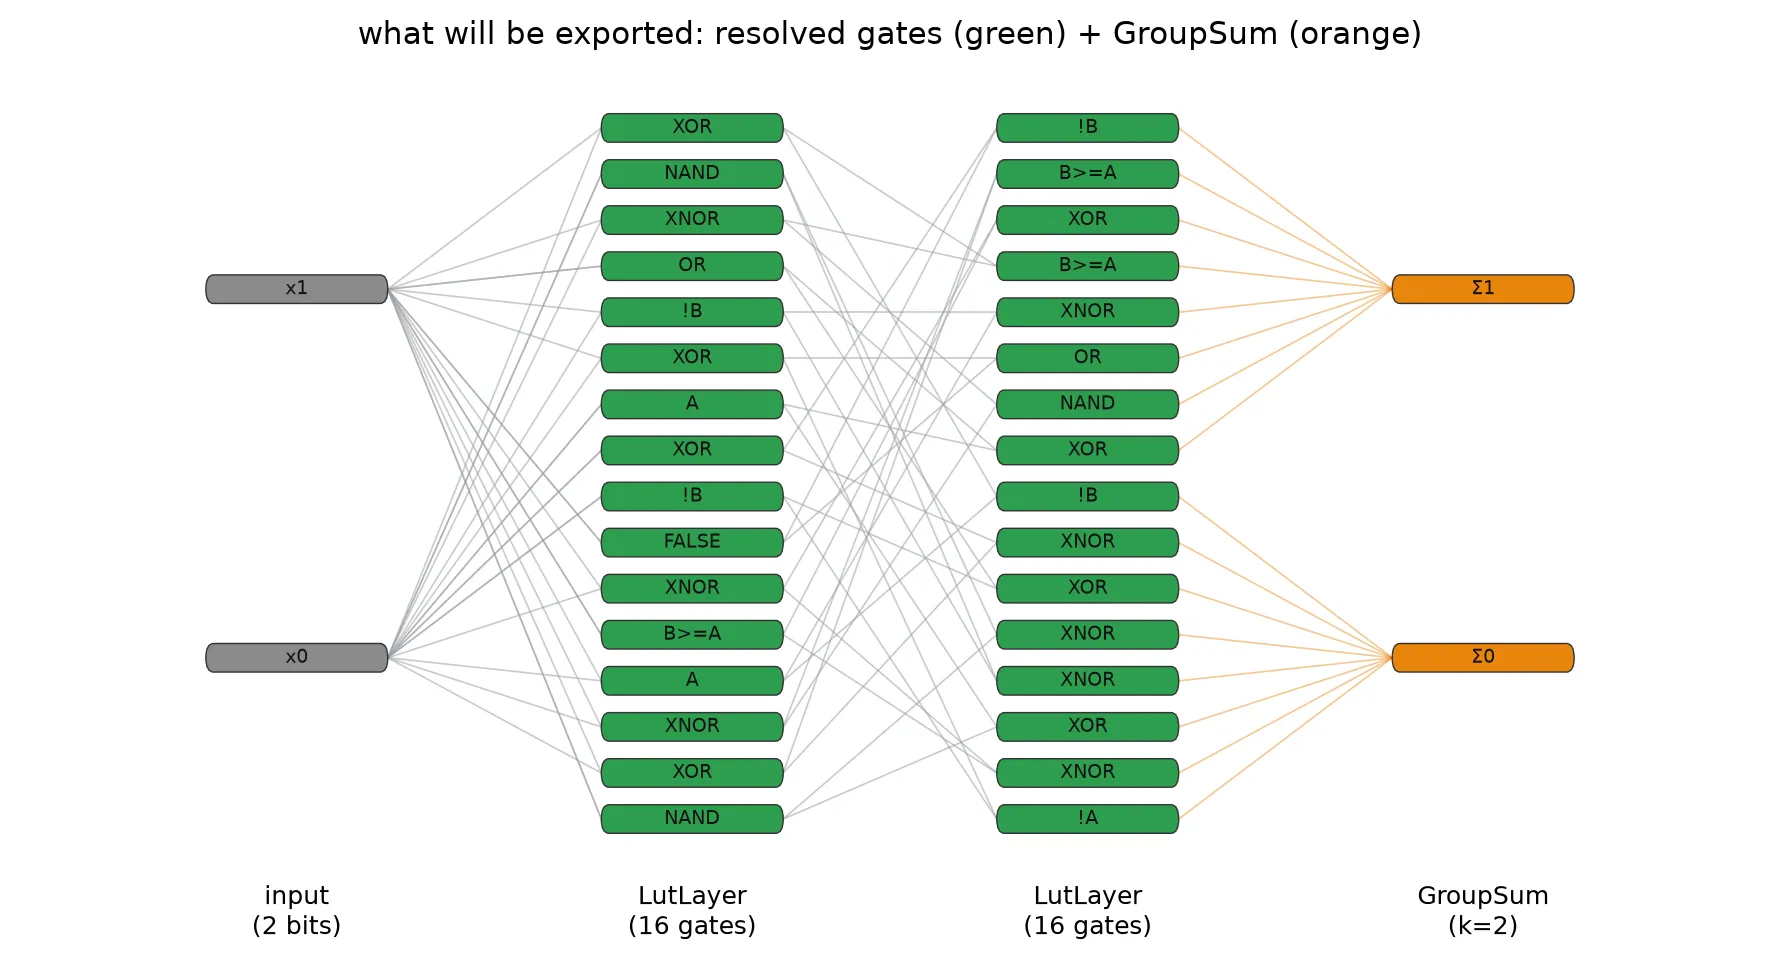 what will be exported: resolved gates (green) + GroupSum (orange)
x1
x0
XOR
NAND
XNOR
OR
!B
XOR
A
XOR
!B
FALSE
XNOR
B>=A
A
XNOR
XOR
NAND
!B
B>=A
XOR
B>=A
XNOR
OR
NAND
XOR
!B
XNOR
XOR
XNOR
XNOR
XOR
XNOR
!A
Σ1
Σ0
input
(2 bits)
LutLayer
(16 gates)
LutLayer
(16 gates)
GroupSum
(k=2)